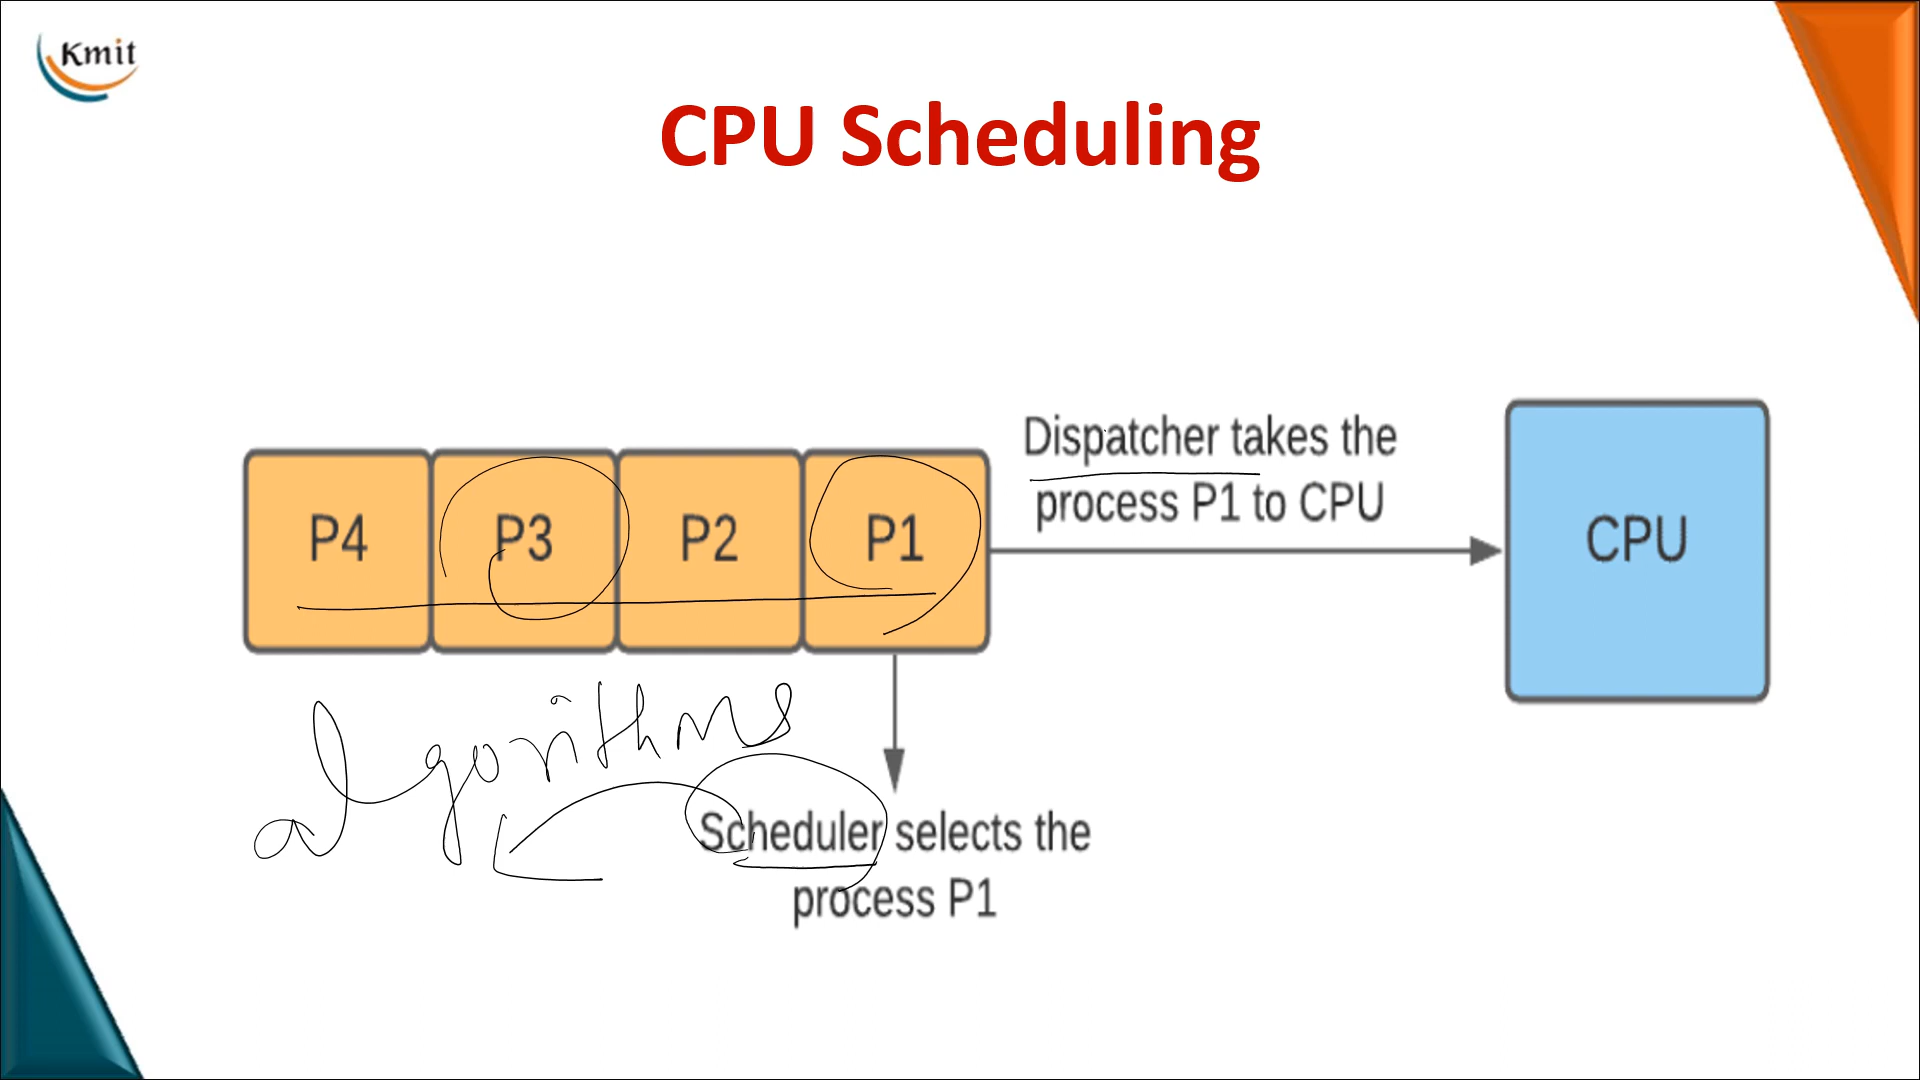 Kmit
CPU Scheduling
Dispatcher takes the
process P1 to CPU
P4 P3 P2 P1
CPU
algorithms
Scheduler selects the
process P1